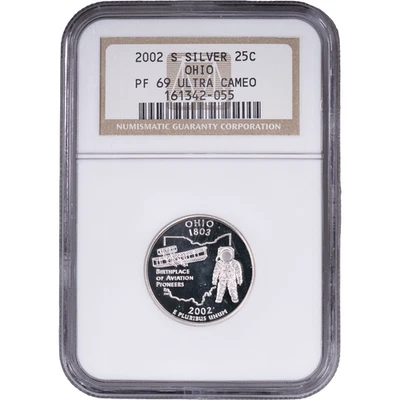 2002 S SILVER 25C
OHIO
PF 69 ULTRA CAMEO
161342-055
NUMISMATIC GUARANTY CORPORATION
OHIO
1803
BIRTHPLACE
OF AVIATION
PIONEERS
2002
E PLURIBUS UNUM